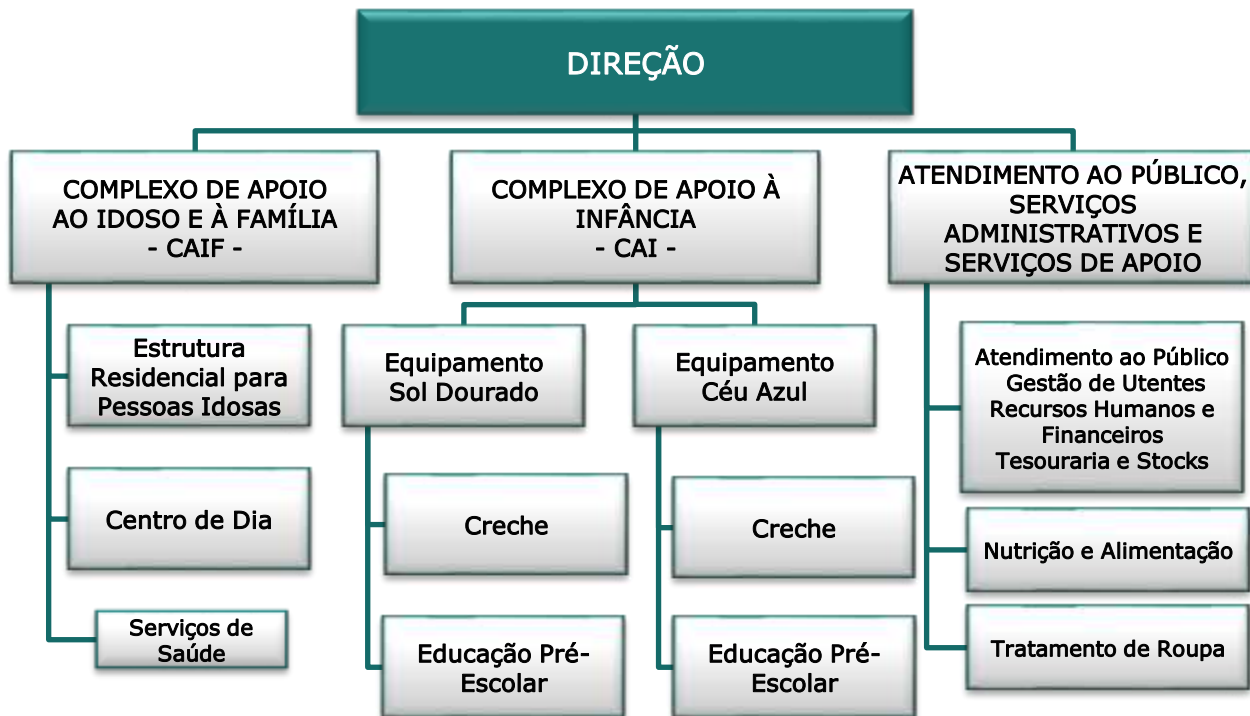 DIREÇÃO
COMPLEXO DE APOIO
AO IDOSO E À FAMÍLIA
- CAIF -
COMPLEXO DE APOIO À
INFÂNCIA
- CAI -
ATENDIMENTO AO PÚBLICO,
SERVIÇOS
ADMINISTRATIVOS E
SERVIÇOS DE APOIO
Estrutura
Residencial para
Pessoas Idosas
Centro de Dia
Serviços de
Saúde
Equipamento
Sol Dourado
Creche
Educação Pré-
Escolar
Equipamento
Céu Azul
Creche
Educação Pré-
Escolar
Atendimento ao Público
Gestão de Utentes
Recursos Humanos e
Financeiros
Tesouraria e Stocks
Nutrição e Alimentação
Tratamento de Roupa